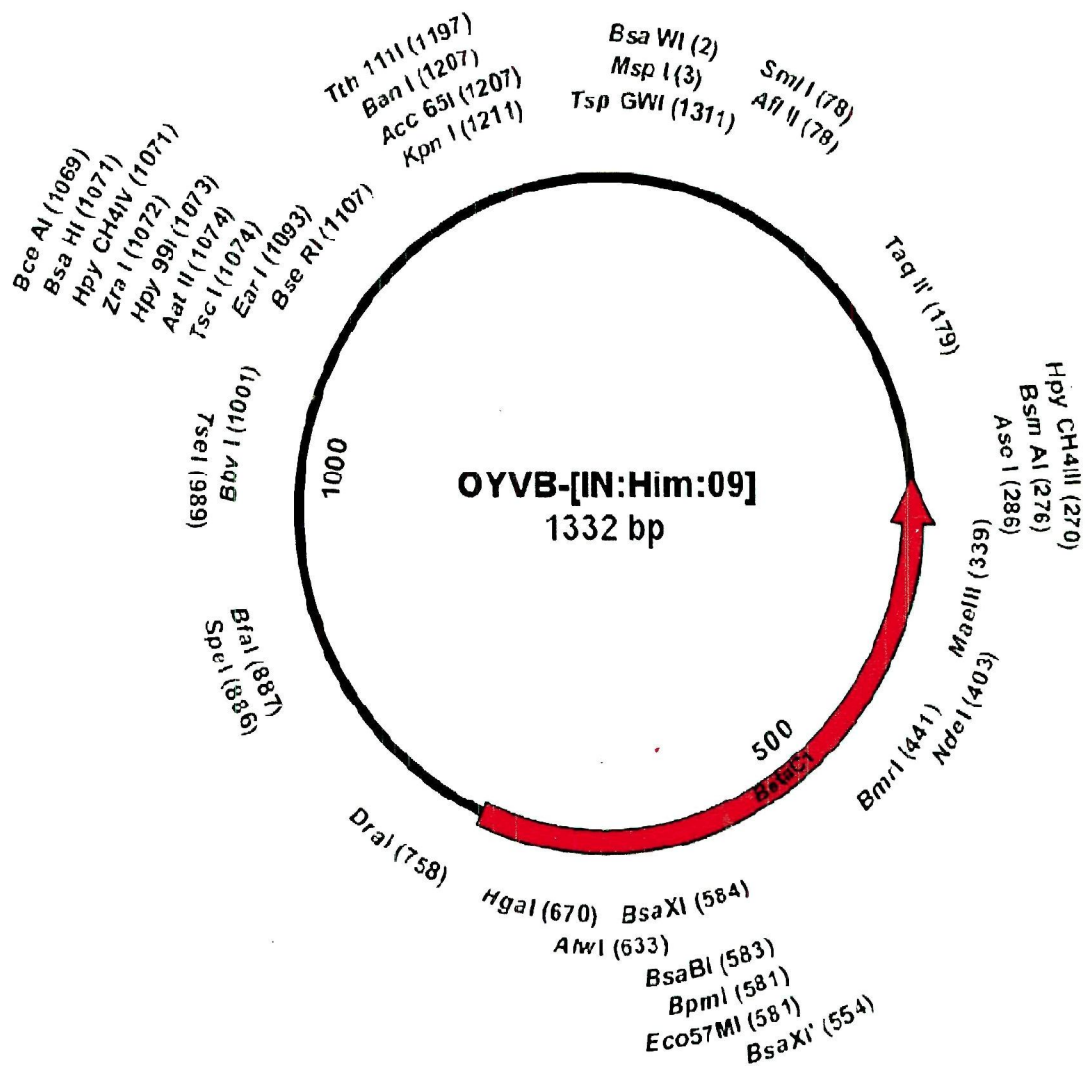 Bsa WI (2)
Msp I (3)
Tsp GWI (1311)
Sml I (78)
Afl II (78)
Taq II' (179)
Hpy CH4III (270)
Bsm AI (276)
Asc I (286)
MaeIII (339)
NdeI (403)
BmrI (441)
BsaXI' (554)
Eco57MI (581)
BpmI (581)
BsaBI (583)
BsaXI (584)
AlwI (633)
HgaI (670)
DraI (758)
SpeI (886)
BfaI (887)
TseI (989)
Bbv I (1001)
Bce AI (1069)
Bsa HI (1071)
Hpy CH4IV (1071)
Zra I (1072)
Hpy 99I (1073)
Aat II (1074)
Tsc I (1074)
Ear I (1093)
Bse RI (1107)
Tth 111I (1197)
Ban I (1207)
Acc 65I (1207)
Kpn I (1211)
1000
500
BetaC1
OYVB-[IN:Him:09]
1332 bp